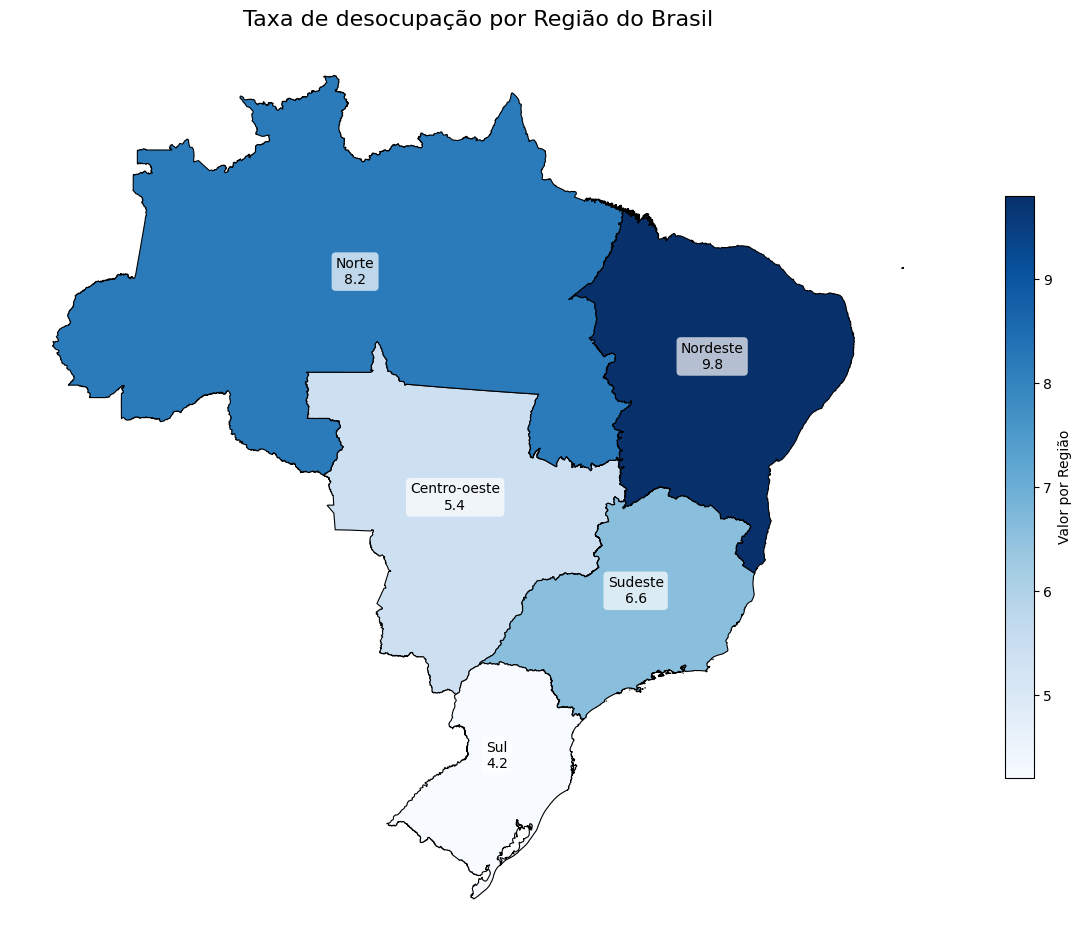 Taxa de desocupação por Região do Brasil
Norte
8.2
Nordeste
9.8
Centro-oeste
5.4
Sudeste
6.6
Sul
4.2
9
8
7
6
5
Valor por Região